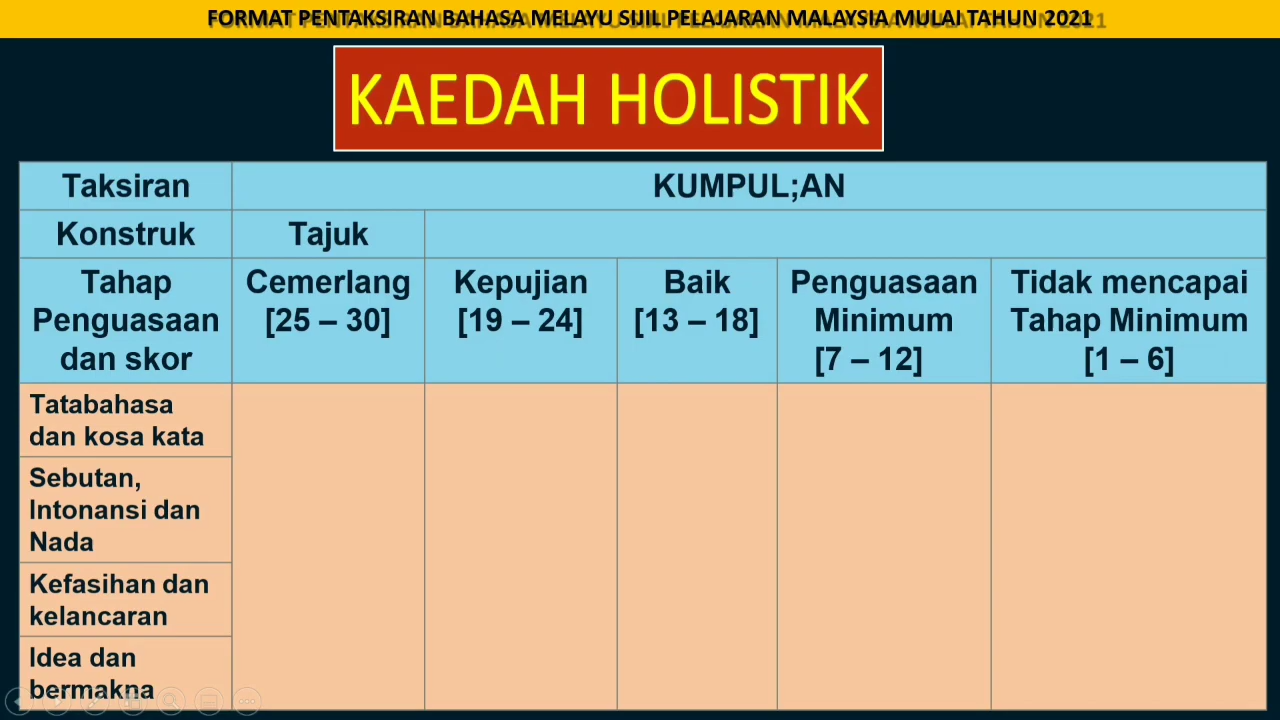 FORMAT PENTAKSIRAN BAHASA MELAYU SIJIL PELAJARAN MALAYSIA MULAI TAHUN 2021
KAEDAH HOLISTIK
Taksiran
KUMPUL;AN
Konstruk
Tajuk
Tahap
Penguasaan
dan skor
Cemerlang
[25 – 30]
Kepujian
[19 – 24]
Baik
[13 – 18]
Penguasaan
Minimum
[7 – 12]
Tidak mencapai
Tahap Minimum
[1 – 6]
Tatabahasa
dan kosa kata
Sebutan,
Intonansi dan
Nada
Kefasihan dan
kelancaran
Idea dan
bermakna